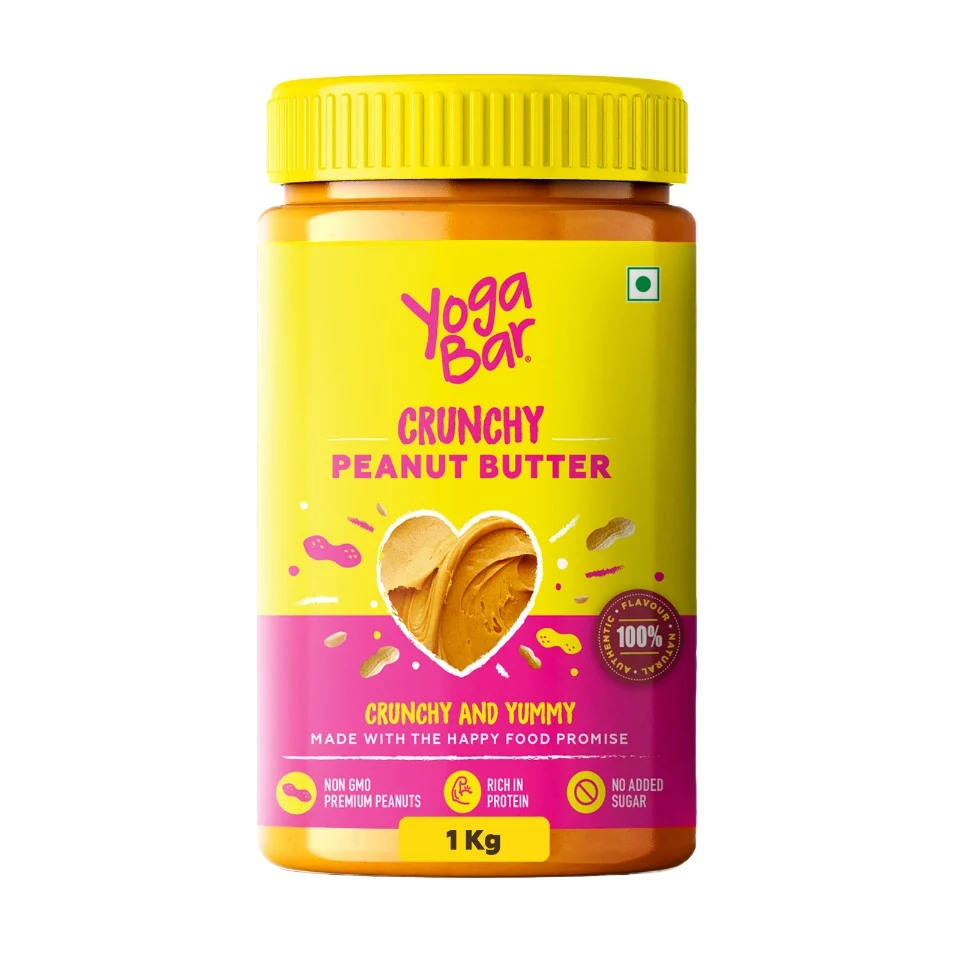 Yoga
Bar®
CRUNCHY
PEANUT BUTTER
AUTHENTIC • FLAVOUR • NATURAL •
100%
CRUNCHY AND YUMMY
MADE WITH THE HAPPY FOOD PROMISE
NON GMO
PREMIUM PEANUTS
RICH IN
PROTEIN
NO ADDED
SUGAR
1 Kg